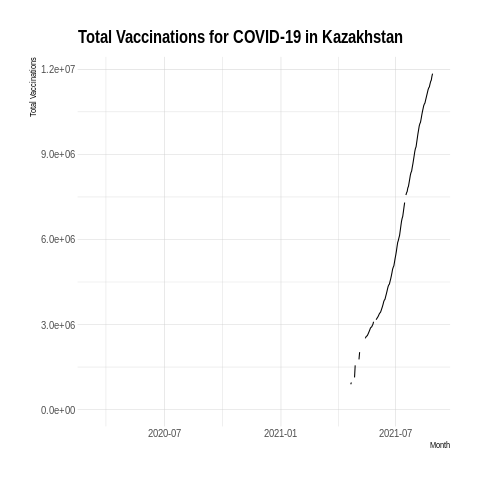 Total Vaccinations for COVID-19 in Kazakhstan
Total Vaccinations
1.2e+07
9.0e+06
6.0e+06
3.0e+06
0.0e+00
2020-07 2021-01 2021-07
Month